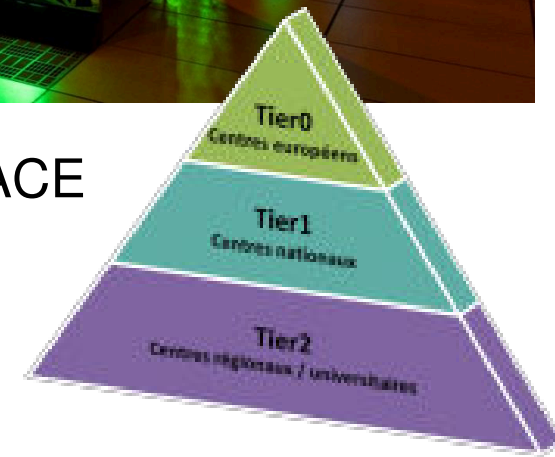 Tier0
Centres européens
ACE
Tier1
Centres nationaux
Tier2
Centres régionaux / universitaires